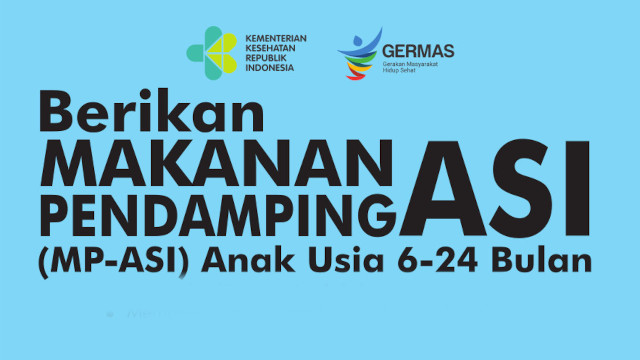 KEMENTERIAN
KESEHATAN
REPUBLIK
INDONESIA
GERMAS
Gerakan Masyarakat
Hidup Sehat
Berikan
MAKANAN
PENDAMPING ASI
(MP-ASI) Anak Usia 6-24 Bulan